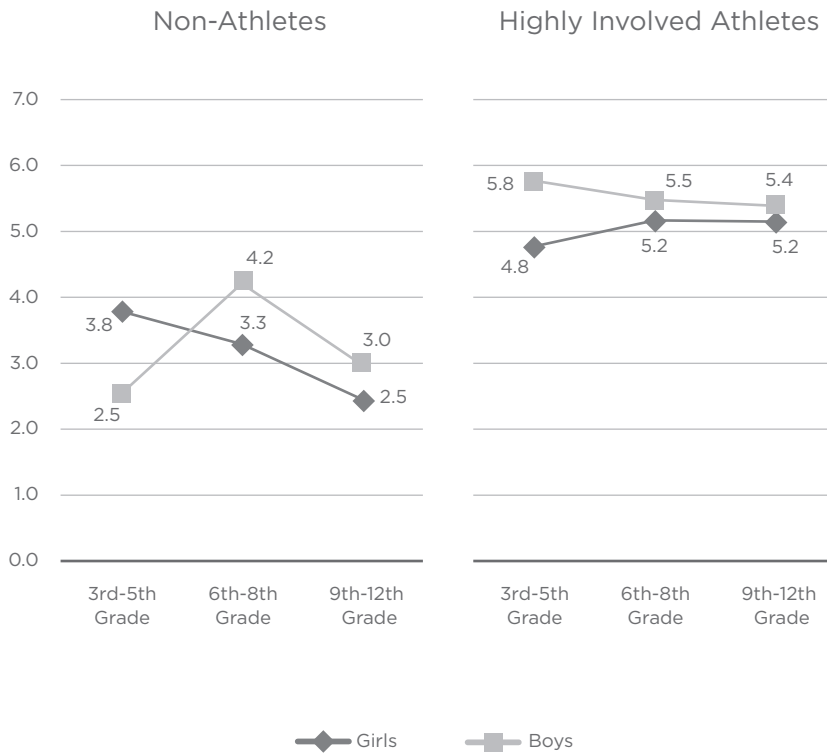 Non-Athletes
Highly Involved Athletes
7.0
6.0
5.0
4.0
3.0
2.0
1.0
0.0
3.8
2.5
4.2
3.3
3.0
2.5
5.8
4.8
5.5
5.2
5.4
5.2
3rd-5th
Grade
6th-8th
Grade
9th-12th
Grade
3rd-5th
Grade
6th-8th
Grade
9th-12th
Grade
Girls
Boys